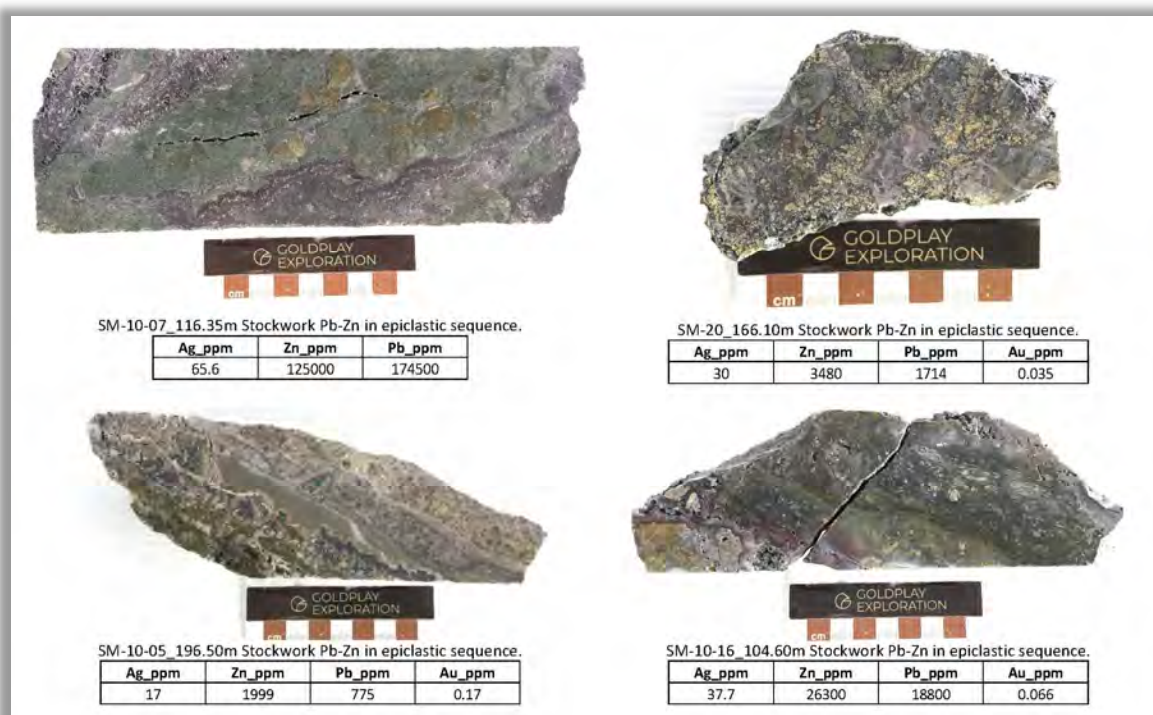 GOLDPLAY
EXPLORATION
cm
SM-10-07_116.35m Stockwork Pb-Zn in epiclastic sequence.
Ag_ppm Zn_ppm Pb_ppm
65.6 125000 174500
GOLDPLAY
EXPLORATION
cm
SM-20_166.10m Stockwork Pb-Zn in epiclastic sequence.
Ag_ppm Zn_ppm Pb_ppm Au_ppm
30 3480 1714 0.035
GOLDPLAY
EXPLORATION
cm
SM-10-05_196.50m Stockwork Pb-Zn in epiclastic sequence.
Ag_ppm Zn_ppm Pb_ppm Au_ppm
17 1999 775 0.17
GOLDPLAY
EXPLORATION
cm
SM-10-16_104.60m Stockwork Pb-Zn in epiclastic sequence.
Ag_ppm Zn_ppm Pb_ppm Au_ppm
37.7 26300 18800 0.066